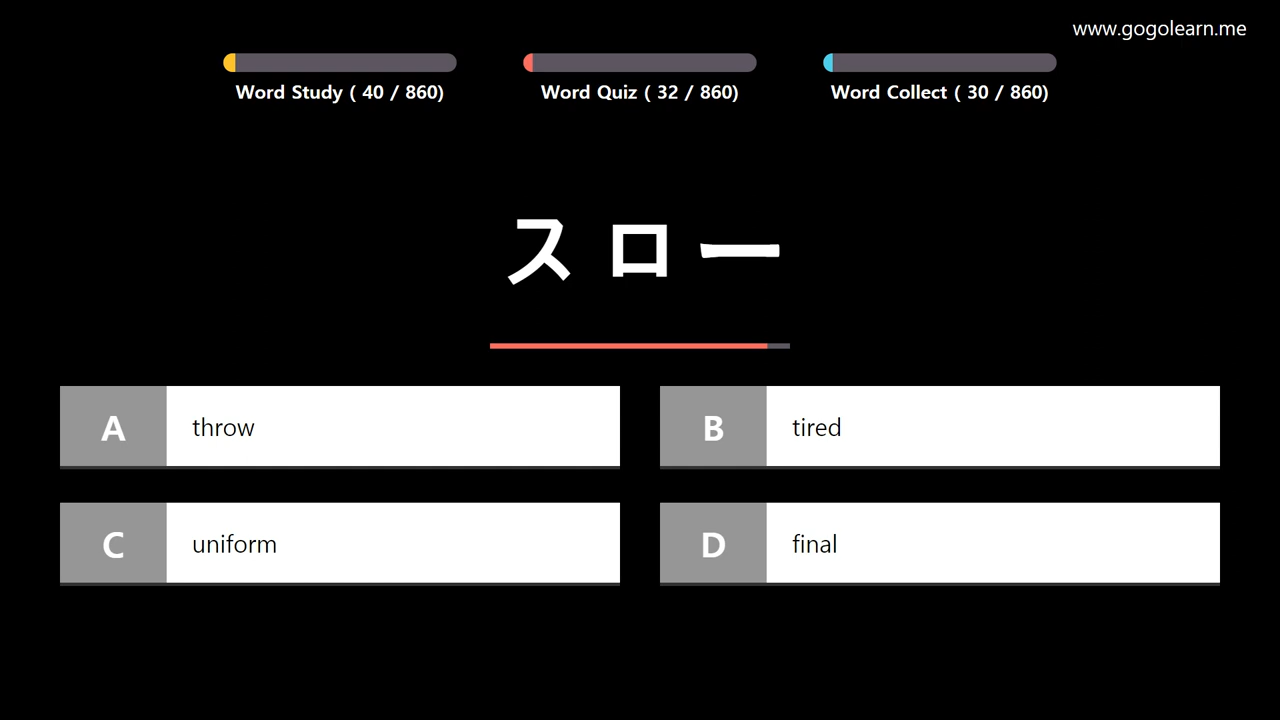 www.gogolearn.me
Word Study ( 40 / 860)
Word Quiz ( 32 / 860)
Word Collect ( 30 / 860)
スロー
A throw
B tired
C uniform
D final